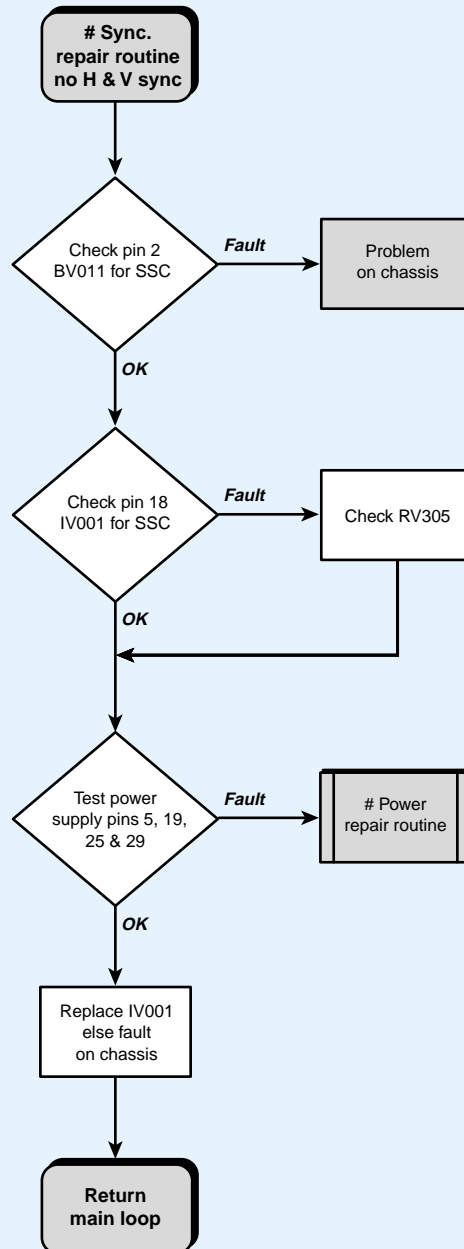 # Sync.
repair routine
no H & V sync
Check pin 2
BV011 for SSC
Fault
Problem
on chassis
OK
Check pin 18
IV001 for SSC
Fault
Check RV305
OK
Test power
supply pins 5, 19,
25 & 29
Fault
# Power
repair routine
OK
Replace IV001
else fault
on chassis
Return
main loop